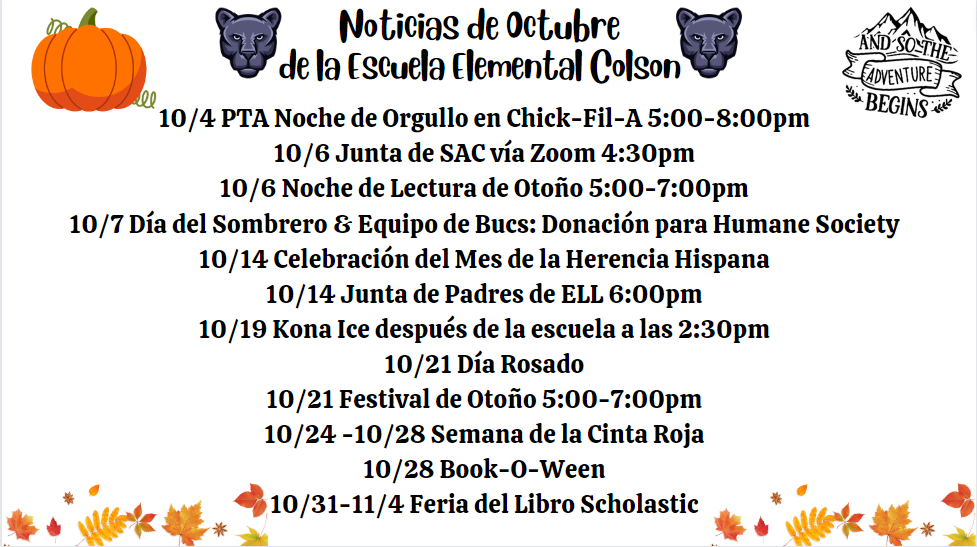 Noticias de Octubre
de la Escuela Elemental Colson
AND SO THE
ADVENTURE
BEGINS
10/4 PTA Noche de Orgullo en Chick-Fil-A 5:00-8:00pm
10/6 Junta de SAC vía Zoom 4:30pm
10/6 Noche de Lectura de Otoño 5:00-7:00pm
10/7 Día del Sombrero & Equipo de Bucs: Donación para Humane Society
10/14 Celebración del Mes de la Herencia Hispana
10/14 Junta de Padres de ELL 6:00pm
10/19 Kona Ice después de la escuela a las 2:30pm
10/21 Día Rosado
10/21 Festival de Otoño 5:00-7:00pm
10/24 -10/28 Semana de la Cinta Roja
10/28 Book-O-Ween
10/31-11/4 Feria del Libro Scholastic